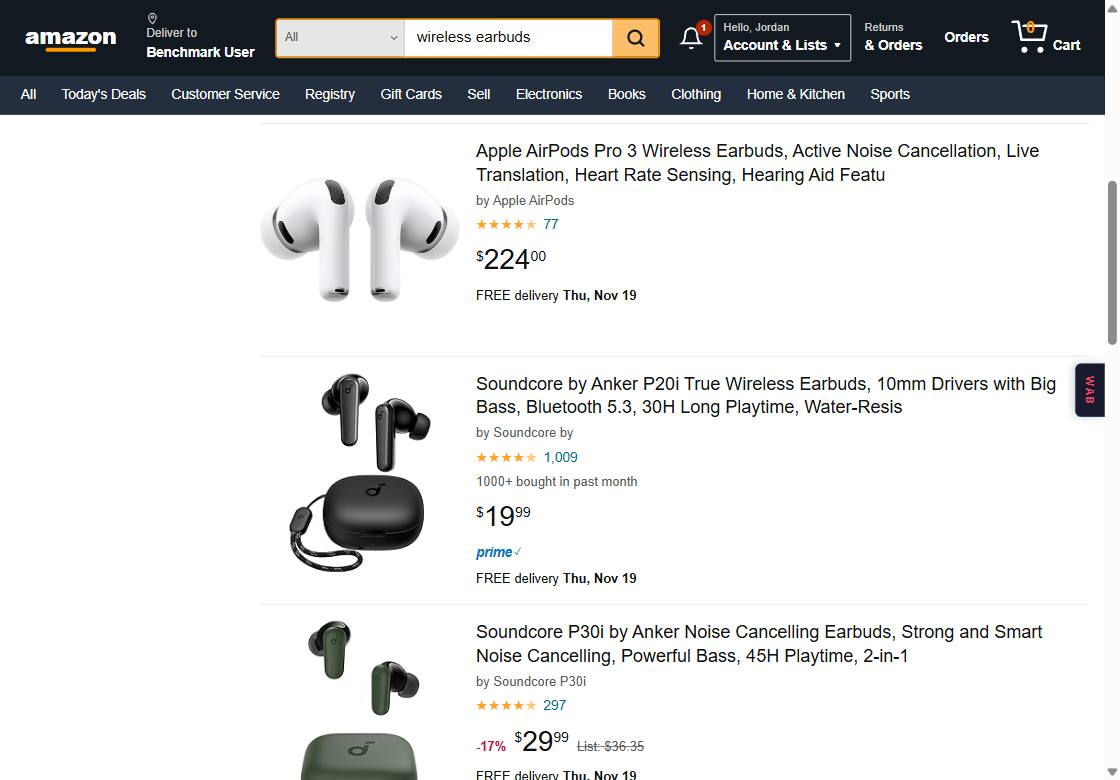 amazon
Deliver to
Benchmark User
All
wireless earbuds
1
Hello, Jordan
Account & Lists
Returns
& Orders
Orders
0
Cart
All
Today's Deals
Customer Service
Registry
Gift Cards
Sell
Electronics
Books
Clothing
Home & Kitchen
Sports
Apple AirPods Pro 3 Wireless Earbuds, Active Noise Cancellation, Live
Translation, Heart Rate Sensing, Hearing Aid Featu
by Apple AirPods
77
$22400
FREE delivery Thu, Nov 19
Soundcore by Anker P20i True Wireless Earbuds, 10mm Drivers with Big
Bass, Bluetooth 5.3, 30H Long Playtime, Water-Resis
by Soundcore by
1,009
1000+ bought in past month
$1999
prime
FREE delivery Thu, Nov 19
WAB
Soundcore P30i by Anker Noise Cancelling Earbuds, Strong and Smart
Noise Cancelling, Powerful Bass, 45H Playtime, 2-in-1
by Soundcore P30i
297
-17% $2999 List: $36.35
FREE delivery Thu, Nov 19